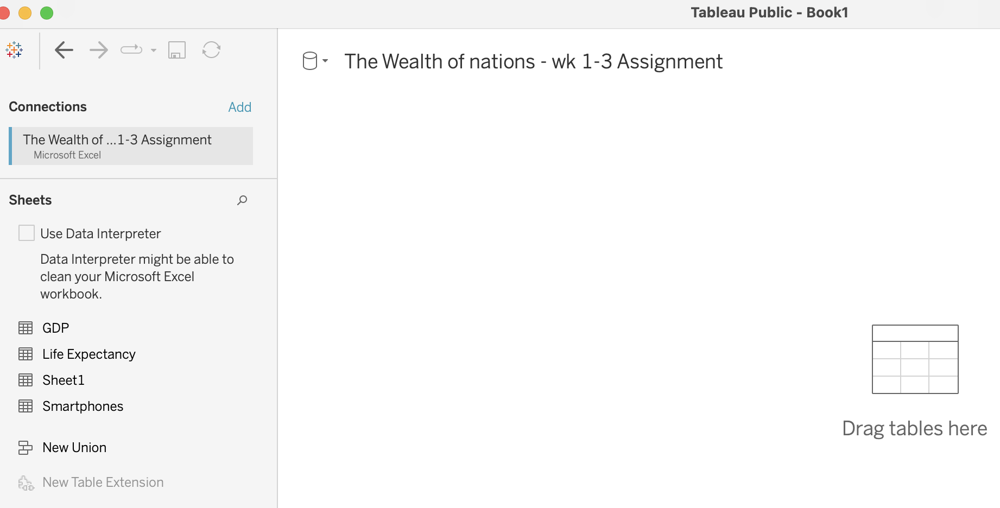 Tableau Public - Book1
The Wealth of nations - wk 1-3 Assignment
Connections
Add
The Wealth of ...1-3 Assignment
Microsoft Excel
Sheets
Use Data Interpreter
Data Interpreter might be able to
clean your Microsoft Excel
workbook.
GDP
Life Expectancy
Sheet1
Smartphones
New Union
New Table Extension
Drag tables here